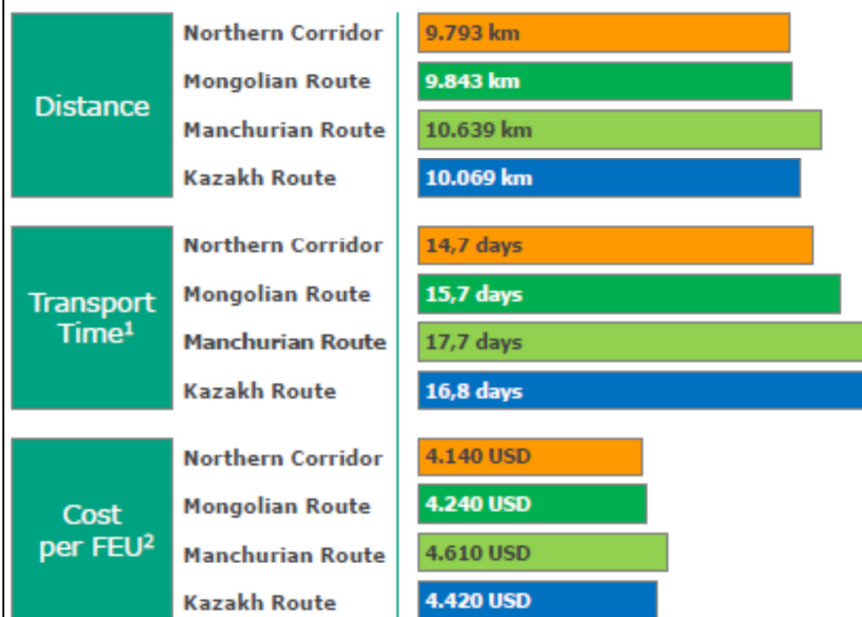 Distance
Northern Corridor 9.793 km
Mongolian Route 9.843 km
Manchurian Route 10.639 km
Kazakh Route 10.069 km
Transport
Time¹
Northern Corridor 14,7 days
Mongolian Route 15,7 days
Manchurian Route 17,7 days
Kazakh Route 16,8 days
Cost
per FEU²
Northern Corridor 4.140 USD
Mongolian Route 4.240 USD
Manchurian Route 4.610 USD
Kazakh Route 4.420 USD